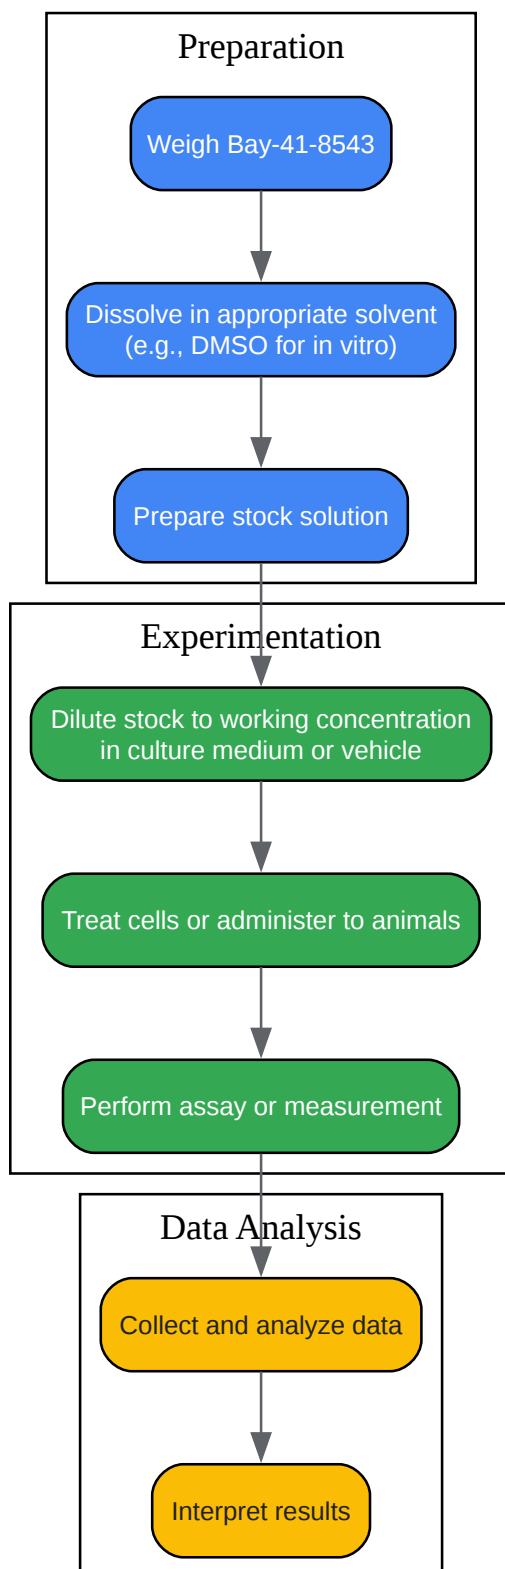 Preparation
Weigh Bay-41-8543
Dissolve in appropriate solvent
(e.g., DMSO for in vitro)
Prepare stock solution
Experimentation
Dilute stock to working concentration
in culture medium or vehicle
Treat cells or administer to animals
Perform assay or measurement
Data Analysis
Collect and analyze data
Interpret results